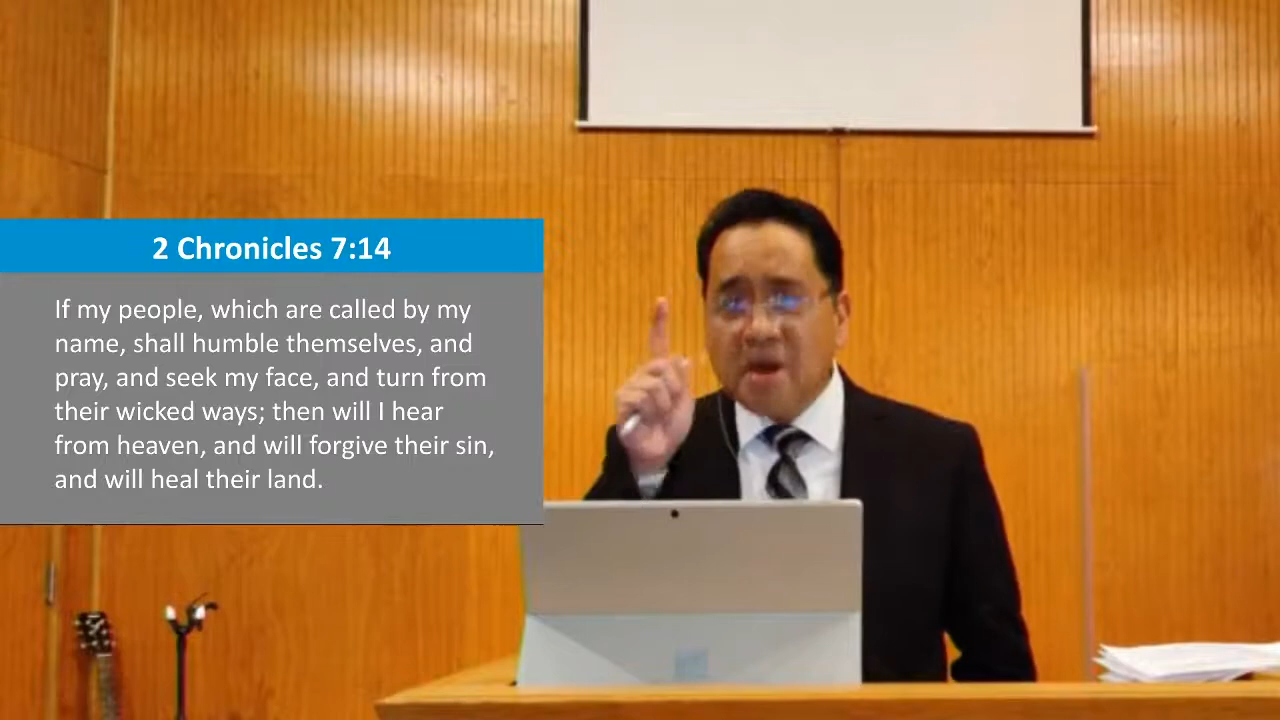 2 Chronicles 7:14
If my people, which are called by my
name, shall humble themselves, and
pray, and seek my face, and turn from
their wicked ways; then will I hear
from heaven, and will forgive their sin,
and will heal their land.